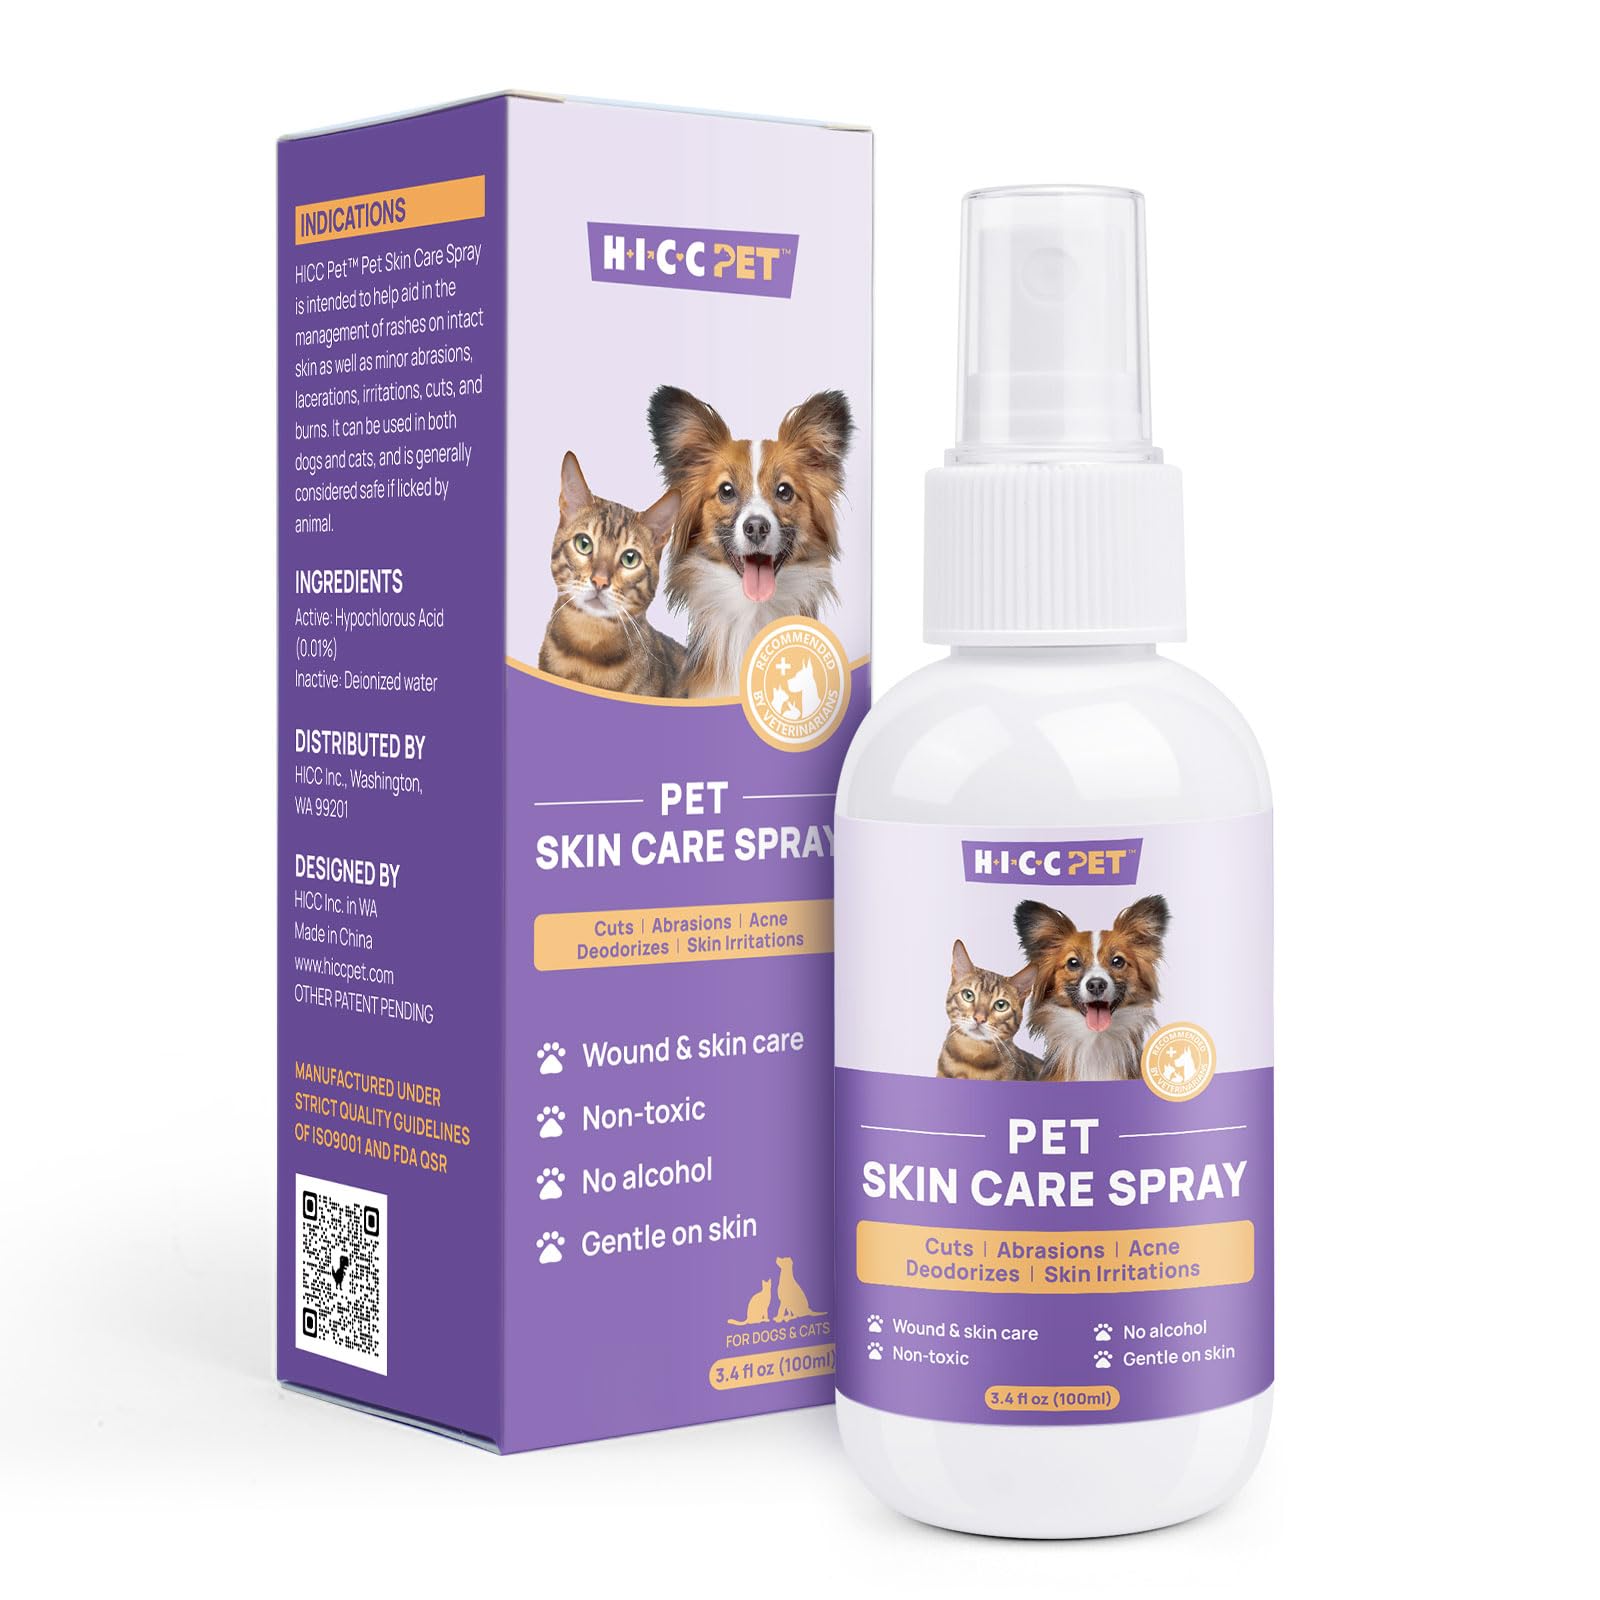 INDICATIONS
HICC Pet™ Pet Skin Care Spray
is intended to help aid in the
management of rashes on intact
skin as well as minor abrasions,
lacerations, irritations, cuts, and
burns. It can be used in both
dogs and cats, and is generally
considered safe if licked by
animal.
INGREDIENTS
Active: Hypochlorous Acid
(0.01%)
Inactive: Deionized water
DISTRIBUTED BY
HICC Inc., Washington,
WA 99201
DESIGNED BY
HICC Inc. in WA
Made in China
www.hiccpet.com
OTHER PATENT PENDING
MANUFACTURED UNDER
STRICT QUALITY GUIDELINES
OF ISO9001 AND FDA QSR
H·I·C·C PET™
RECOMMENDED
BY VETERINARIANS
PET
SKIN CARE SPRAY
Cuts | Abrasions | Acne
Deodorizes | Skin Irritations
Wound & skin care
Non-toxic
No alcohol
Gentle on skin
FOR DOGS & CATS
3.4 fl oz (100ml)
H·I·C·C PET™
RECOMMENDED
BY VETERINARIANS
PET
SKIN CARE SPRAY
Cuts | Abrasions | Acne
Deodorizes | Skin Irritations
Wound & skin care
No alcohol
Non-toxic
Gentle on skin
3.4 fl oz (100ml)